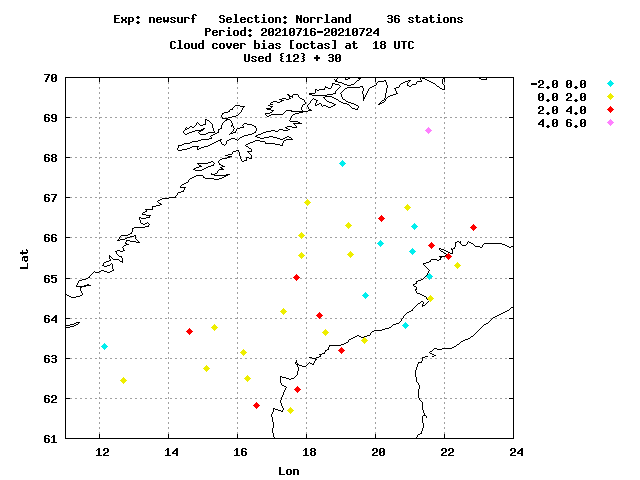 Exp: newsurf   Selection: Norrland     36 stations
Period: 20210716-20210724
Cloud cover bias [octas] at  18 UTC
Used {12} + 30
-2.0 0.0
0.0 2.0
2.0 4.0
4.0 6.0
70
69
68
67
66
65
64
63
62
61
Lat
12 14 16 18 20 22 24
Lon